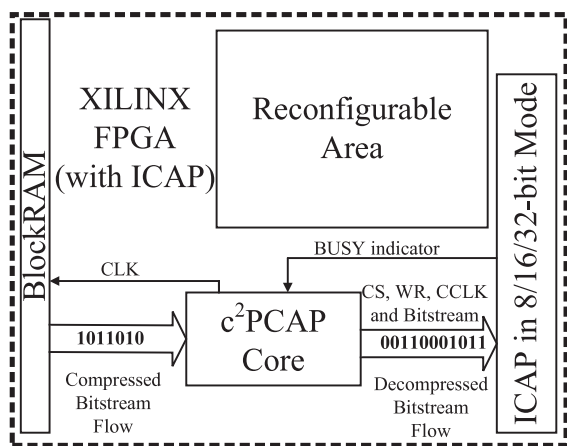 BlockRAM
XILINX
FPGA
(with ICAP)
Reconfigurable
Area
ICAP in 8/16/32-bit Mode
BUSY indicator
CLK
c²PCAP
Core
CS, WR, CCLK
and Bitstream
1011010
00110001011
Compressed
Bitstream
Flow
Decompressed
Bitstream
Flow